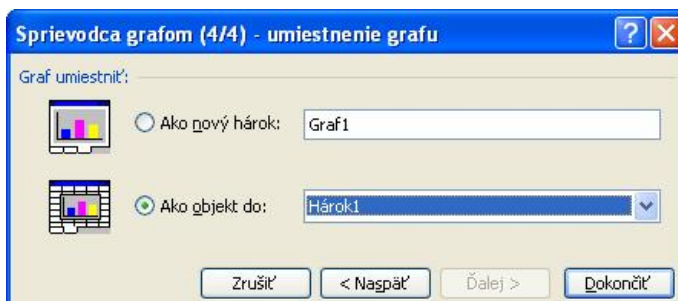 Sprievodca grafom (4/4) - umiestnenie grafu
Graf umiestniť:
Ako nový hárok: Graf1
Ako objekt do: Hárok1
Zrušiť < Naspäť Ďalej > Dokončiť